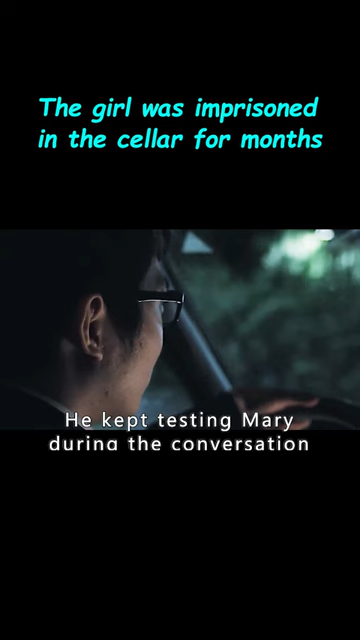 The girl was imprisoned
in the cellar for months
He kept testing Mary
during the conversation